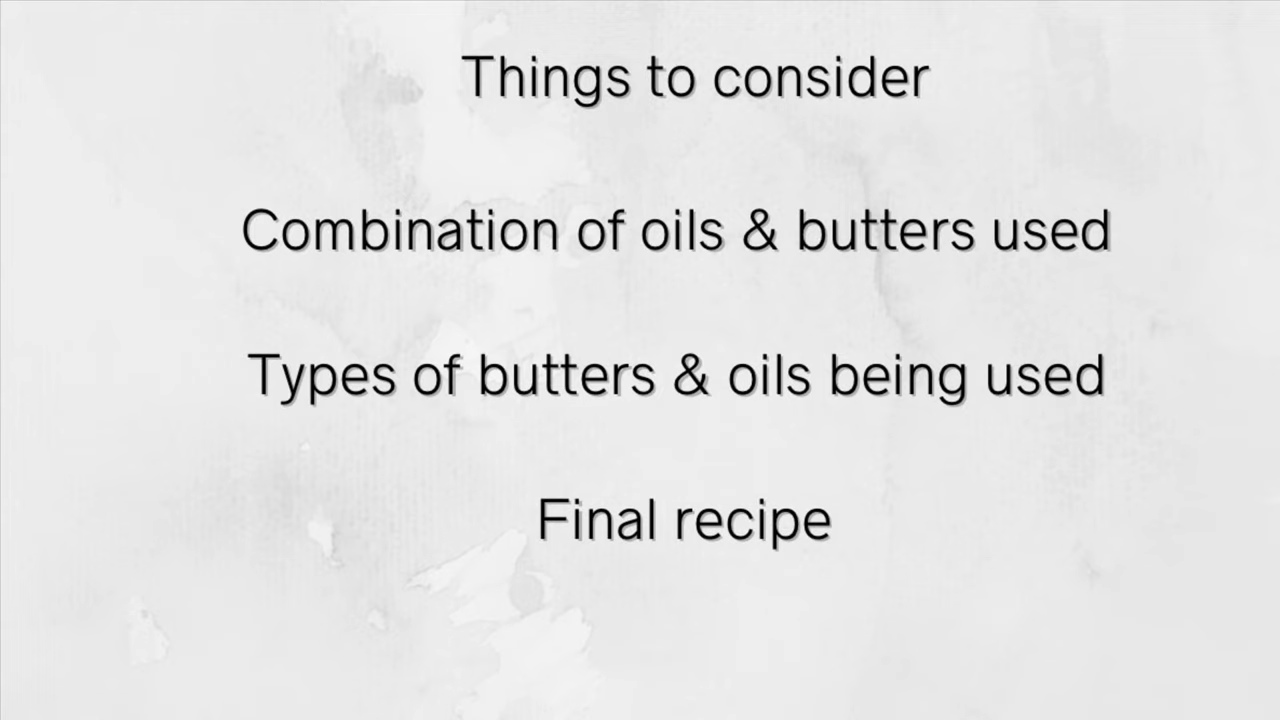 Things to consider
Combination of oils & butters used
Types of butters & oils being used
Final recipe